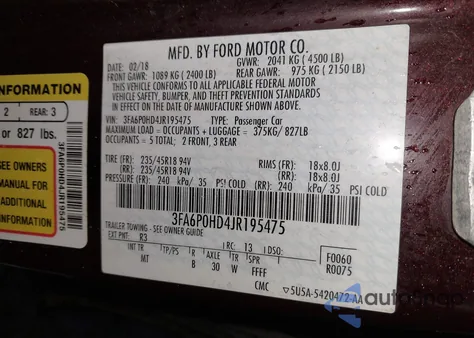 MFD. BY FORD MOTOR CO.
02/18
GVWR: 2041 KG (4500 LB)
FRONT GAWR: 1089 KG (2400 LB)
REAR GAWR: 975 KG (2150 LB)
THIS VEHICLE CONFORMS TO ALL APPLICABLE FEDERAL MOTOR
VEHICLE SAFETY, BUMPER, AND THEFT PREVENTION STANDARDS
IN EFFECT ON THE DATE OF MANUFACTURE SHOWN ABOVE.
VIN: 3FA6P0HD4JR195475 TYPE: Passenger Car
MAXIMUM LOAD = OCCUPANTS + LUGGAGE = 375KG/827LB
OCCUPANTS = 5 TOTAL; 2 FRONT, 3 REAR
TIRE (FR): 235/45R18 94V RIMS (FR): 18x8.0J
(RR): 235/45R18 94V (RR): 18x8.0J
PRESSURE (FR): 240 kPa/ 35 PSI COLD (RR) 240 kPa/ 35 PSI COLD
3FA6P0HD4JR195475
TRAILER TOWING - SEE OWNER GUIDE
EXT PNT: R3 RC: 13 DSO: F0060
R0075
INT TR TP/PS R AXLE TR SPR
MT 8 30 W FFFF
CMC 5U5A-5420472-AA
2 REAR: 3
or 827 lbs.
SEE OWNERS
MANUAL FOR
ADDITIONAL
INFORMATION
3FA6P0HD4JR195475